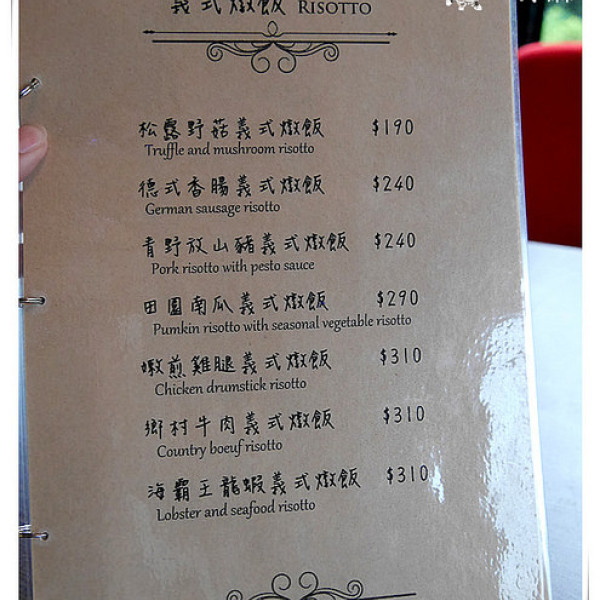 義式燉飯 RISOTTO
松露野菇義式燉飯 $190
Truffle and mushroom risotto
德式香腸義式燉飯 $240
German sausage risotto
青野放山豬義式燉飯 $240
Pork risotto with pesto sauce
田園南瓜義式燉飯 $290
Pumkin risotto with seasonal vegetable risotto
嫩煎雞腿義式燉飯 $310
Chicken drumstick risotto
鄉村牛肉義式燉飯 $310
Country boeuf risotto
海霸王龍蝦義式燉飯 $310
Lobster and seafood risotto